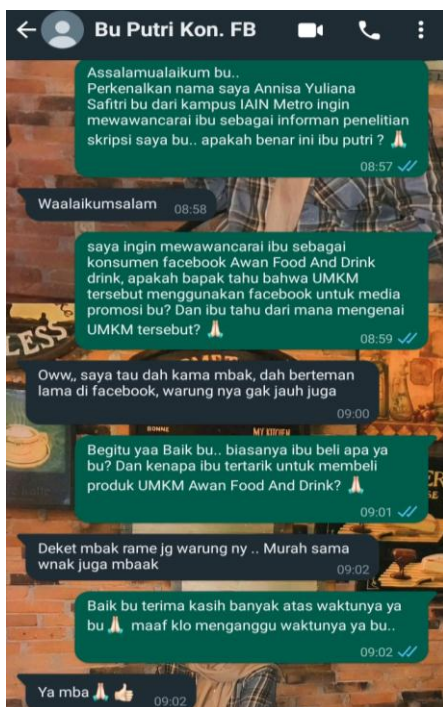 Bu Putri Kon. FB
Assalamualaikum bu..
Perkenalkan nama saya Annisa Yuliana
Safitri bu dari kampus IAIN Metro ingin
mewawancarai ibu sebagai informan penelitian
skripsi saya bu.. apakah benar ini ibu putri ? 🙏🏻
08:57
Waalaikumsalam 08:58
saya ingin mewawancarai ibu sebagai
konsumen facebook Awan Food And Drink
drink, apakah bapak tahu bahwa UMKM
tersebut menggunakan facebook untuk media
promosi bu? Dan ibu tahu dari mana mengenai
UMKM tersebut? 🙏🏻
08:59
Oww,, saya tau dah kama mbak, dah berteman
lama di facebook, warung nya gak jauh juga
09:00
Begitu yaa Baik bu.. biasanya ibu beli apa ya
bu? Dan kenapa ibu tertarik untuk membeli
produk UMKM Awan Food And Drink? 🙏🏻
09:01
Deket mbak rame jg warung ny .. Murah sama
wnak juga mbaak
09:02
Baik bu terima kasih banyak atas waktunya ya
bu 🙏🏻 maaf klo menganggu waktunya ya bu..
09:02
Ya mba 🙏🏻 👍🏻 09:02